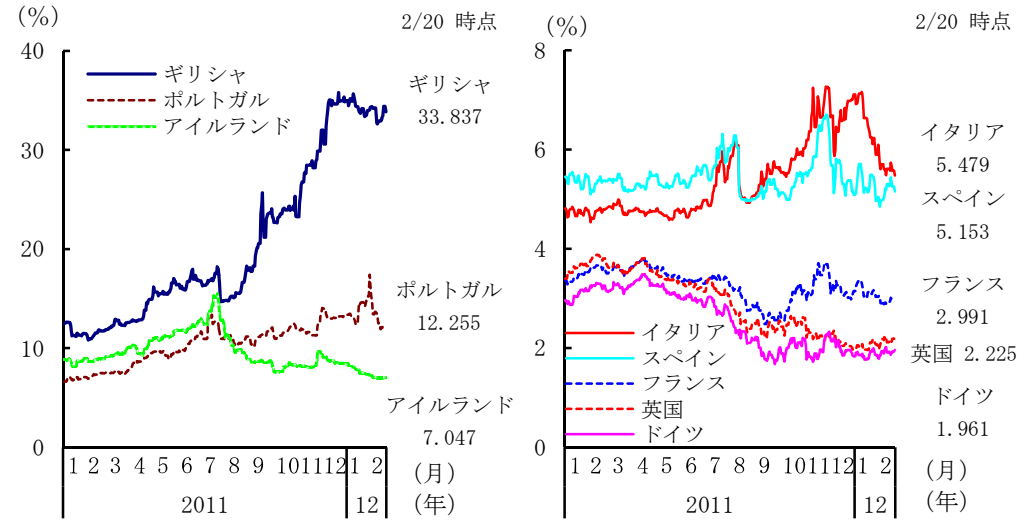 (%)
2/20 時点
40
30
20
10
0
ギリシャ
ポルトガル
アイルランド
ギリシャ
33.837
ポルトガル
12.255
アイルランド
7.047
1 2 3 4 5 6 7 8 9 10 11 12 1 2 (月)
2011 12 (年)
(%)
2/20 時点
8
6
4
2
0
イタリア
5.479
スペイン
5.153
フランス
2.991
英国 2.225
ドイツ
1.961
イタリア
スペイン
フランス
英国
ドイツ
1 2 3 4 5 6 7 8 9 10 11 12 1 2 (月)
2011 12 (年)